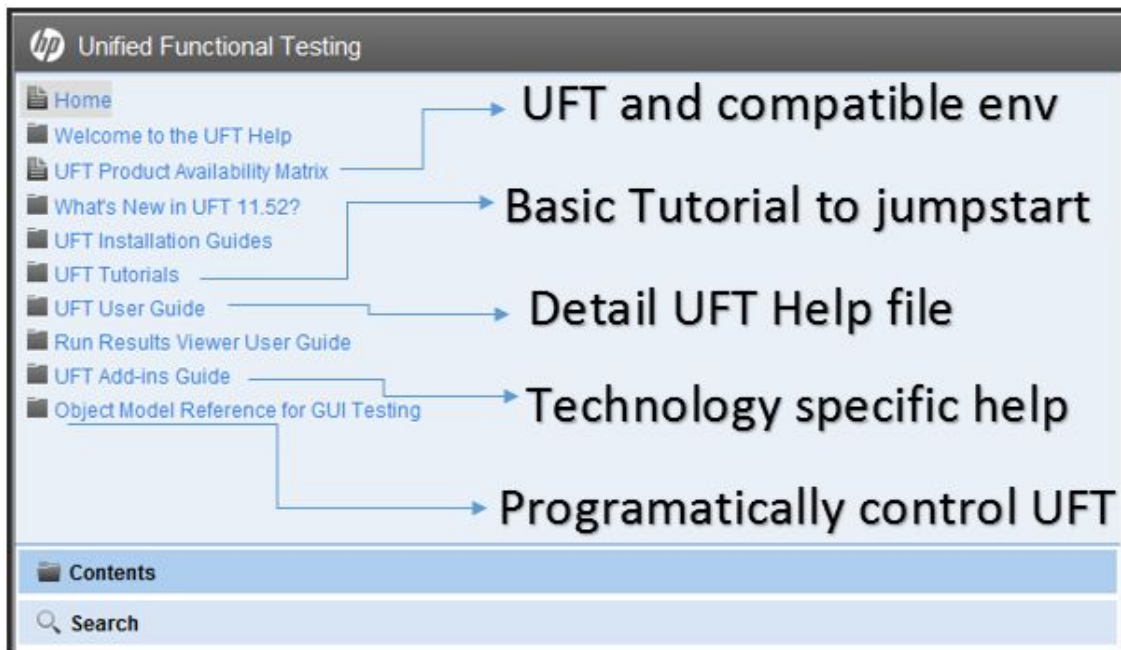 hp Unified Functional Testing
Home
UFT and compatible env
Welcome to the UFT Help
UFT Product Availability Matrix
What's New in UFT 11.52?
Basic Tutorial to jumpstart
UFT Installation Guides
UFT Tutorials
UFT User Guide
Detail UFT Help file
Run Results Viewer User Guide
UFT Add-ins Guide
Technology specific help
Object Model Reference for GUI Testing
Programatically control UFT
Contents
Search